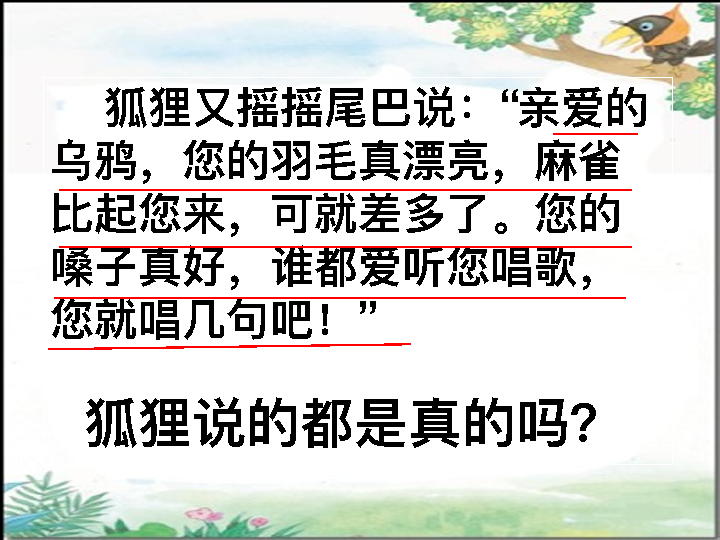 狐狸又摇摇尾巴说：“亲爱的
乌鸦，您的羽毛真漂亮，麻雀
比起您来，可就差多了。您的
嗓子真好，谁都爱听您唱歌，
您就唱几句吧！”
狐狸说的都是真的吗？